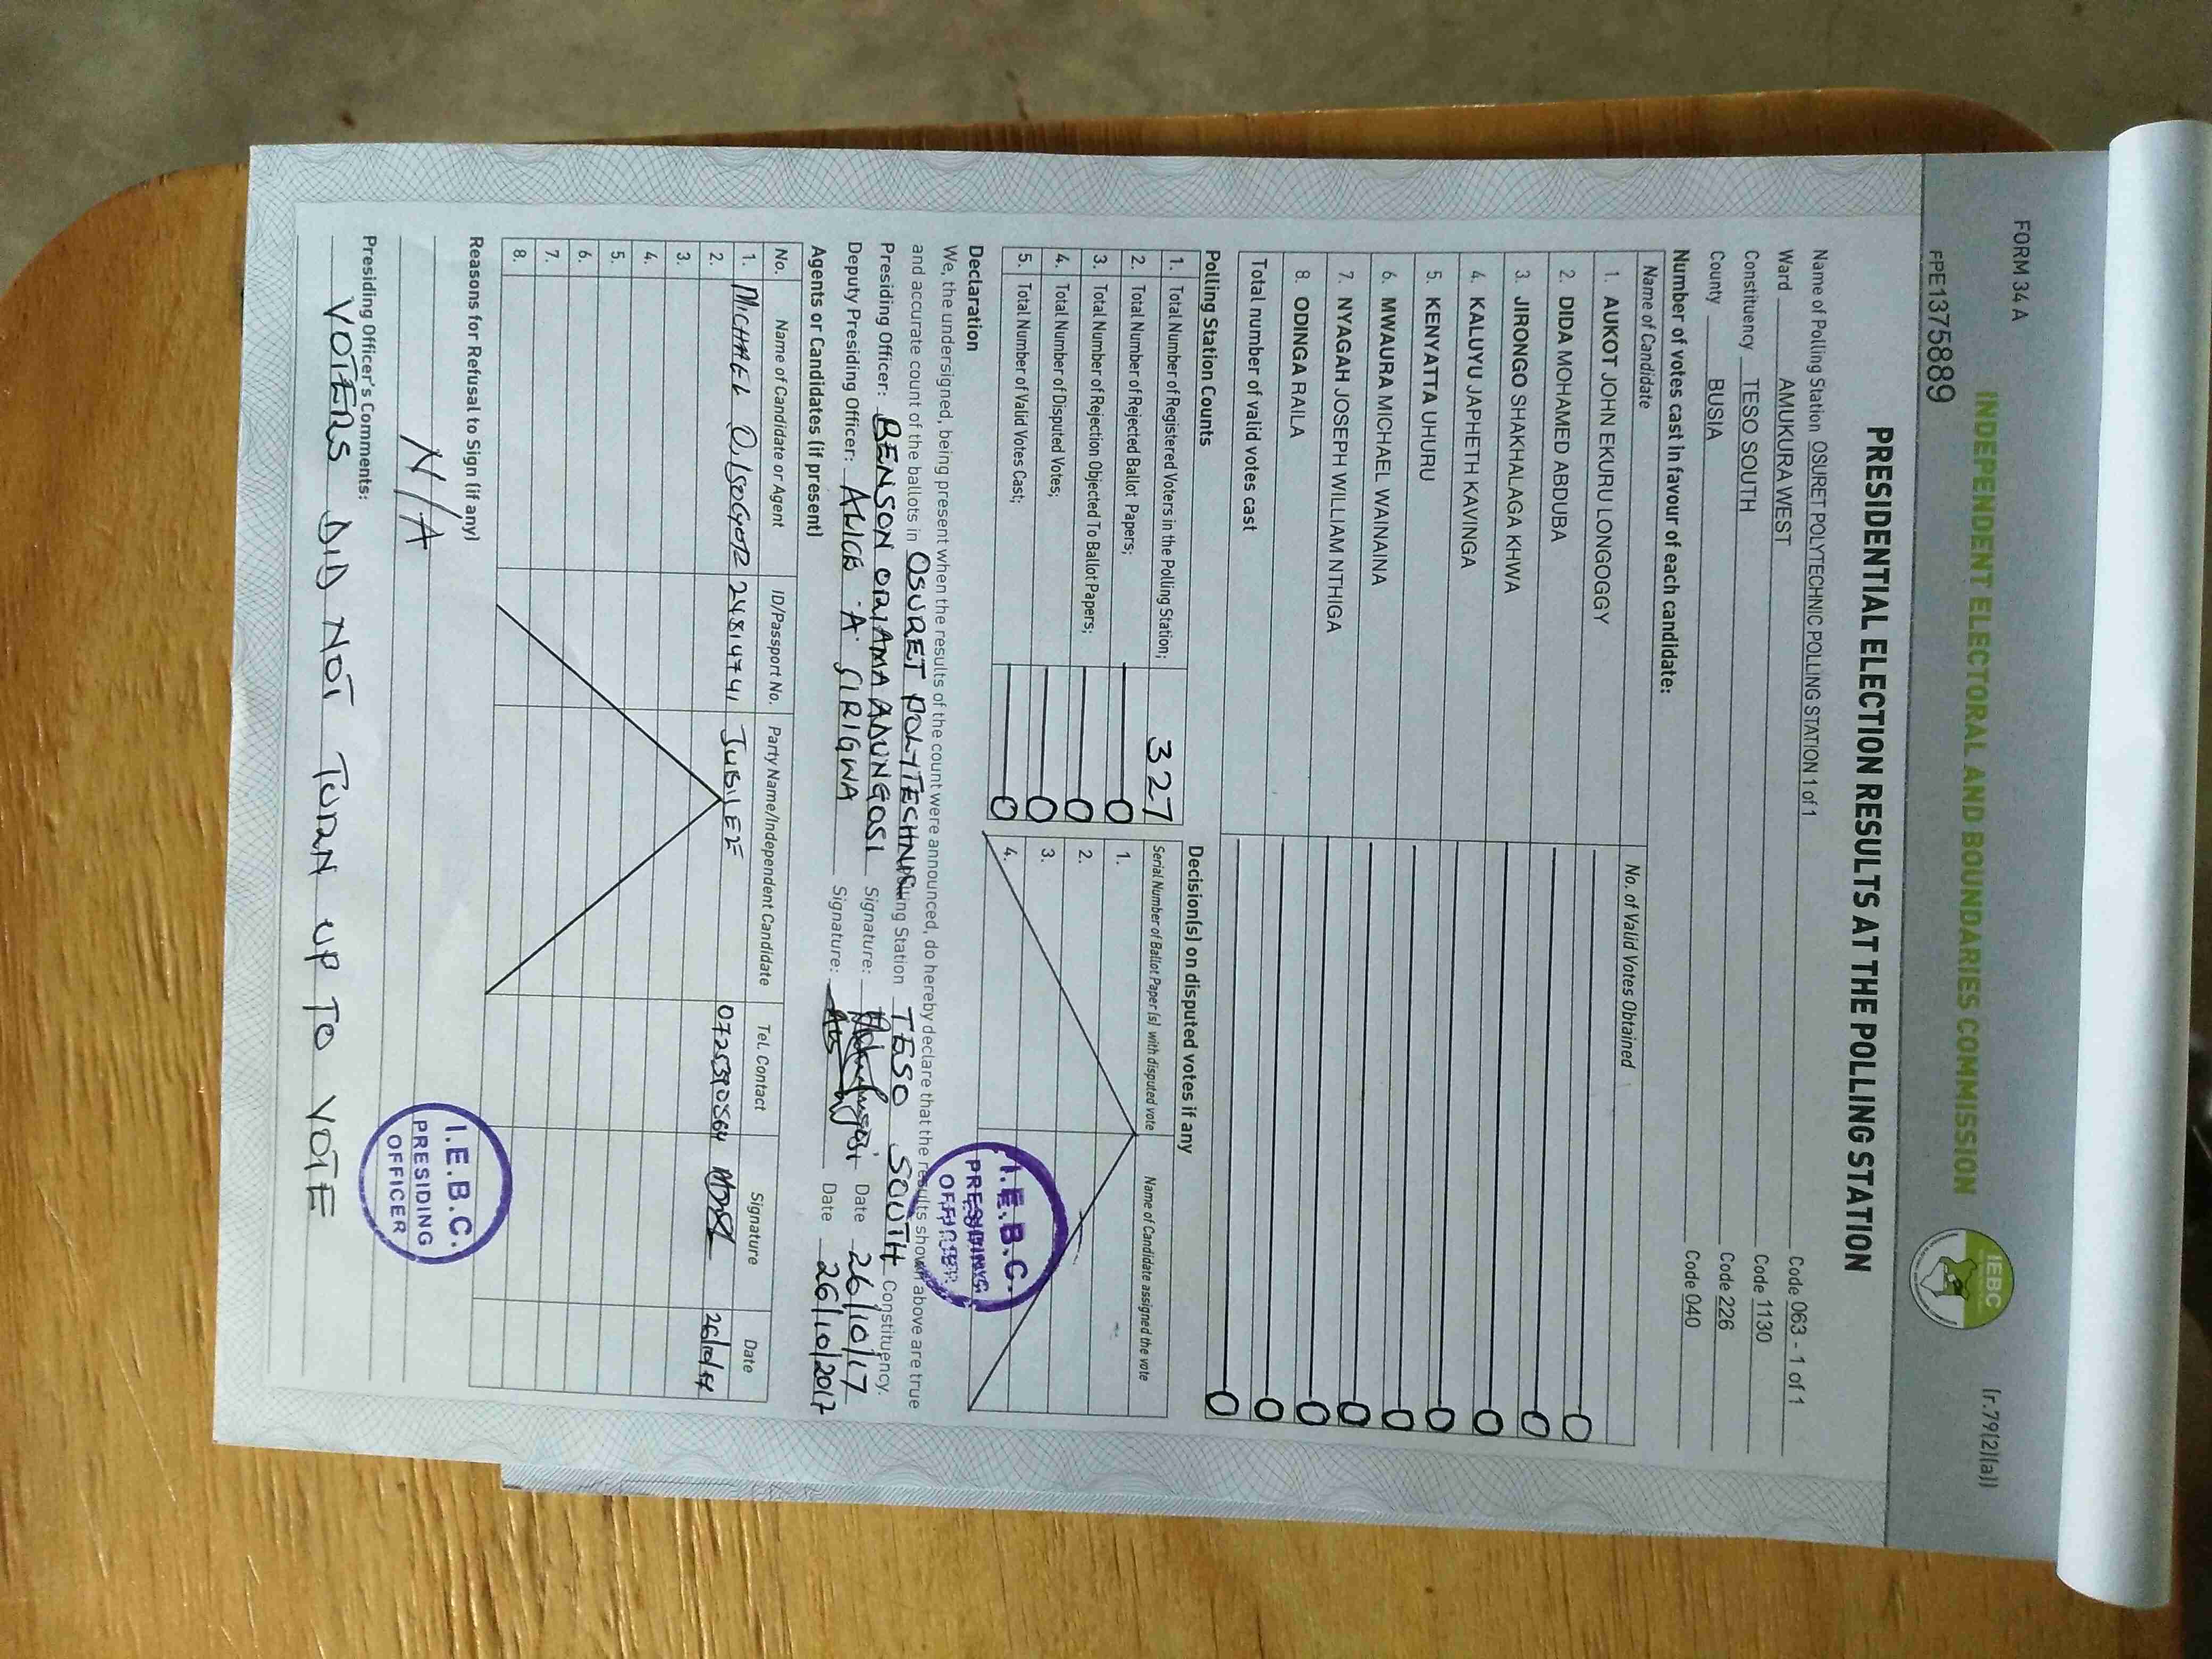 FORM 34 A
(r.79(2)(a))
INDEPENDENT ELECTORAL AND BOUNDARIES COMMISSION
IEBC
FPE1375889
PRESIDENTIAL ELECTION RESULTS AT THE POLLING STATION
Name of Polling Station OSURET POLYTECHNIC POLLING STATION 1 of 1 Code 063 - 1 of 1
Ward AMUKURA WEST Code 1130
Constituency TESO SOUTH Code 226
County BUSIA Code 040
Number of votes cast in favour of each candidate:
Name of Candidate No. of Valid Votes Obtained
1. AUKOT JOHN EKURU LONGOGGY 0
2. DIDA MOHAMED ABDUBA 0
3. JIRONGO SHAKHALAGA KHWA 0
4. KALUYU JAPHETH KAVINGA 0
5. KENYATTA UHURU 0
6. MWAURA MICHAEL WAINAINA 0
7. NYAGAH JOSEPH WILLIAM NTHIGA 0
8. ODINGA RAILA 0
Total number of valid votes cast 0
Polling Station Counts
1. Total Number of Registered Voters in the Polling Station; 327
2. Total Number of Rejected Ballot Papers; 0
3. Total Number of Rejection Objected To Ballot Papers; 0
4. Total Number of Disputed Votes; 0
5. Total Number of Valid Votes Cast; 0
Decision(s) on disputed votes if any
Serial Number of Ballot Paper (s) with disputed vote Name of Candidate assigned the vote
1.
2.
3.
4.
I.E.B.C.
PRESIDING
OFFICER
Declaration
We, the undersigned, being present when the results of the count were announced, do hereby declare that the results shown above are true
and accurate count of the ballots in OSURET POLYTECHNIC Polling Station TESO SOUTH Constituency.
Presiding Officer: BENSON ORIAMA AMUNGOSI Signature: Date 26/10/17
Deputy Presiding Officer: ALICE A. SIRIGWA Signature: Date 26/10/2017
Agents or Candidates (if present)
No. Name of Candidate or Agent ID/Passport No. Party Name/Independent Candidate Tel. Contact Signature Date
1. MICHAEL 24814741 JUBILEE
2.
3.
4.
5.
6.
7.
8.
Reasons for Refusal to Sign (if any)
N/A
I.E.B.C.
PRESIDING
OFFICER
Presiding Officer's Comments:
VOTERS DID NOT TURN UP TO VOTE